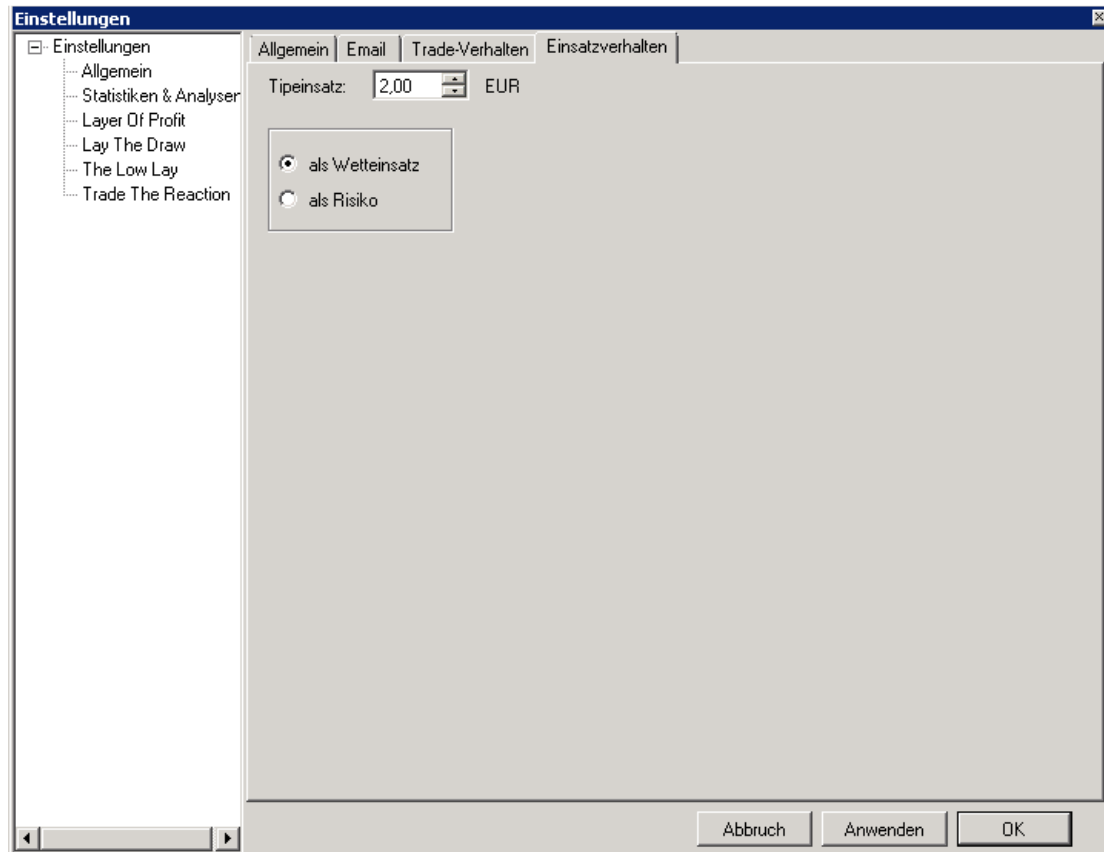 Einstellungen
Einstellungen
Allgemein
Statistiken & Analyser
Layer Of Profit
Lay The Draw
The Low Lay
Trade The Reaction
Allgemein Email Trade-Verhalten Einsatzverhalten
Tipeinsatz: 2,00 EUR
als Wetteinsatz
als Risiko
Abbruch Anwenden OK